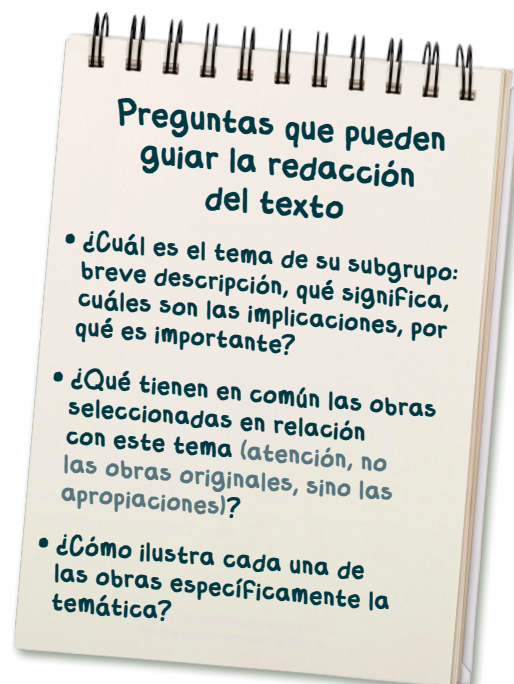 Preguntas que pueden
guiar la redacción
del texto
• ¿Cuál es el tema de su subgrupo:
breve descripción, qué significa,
cuáles son las implicaciones, por
qué es importante?
• ¿Qué tienen en común las obras
seleccionadas en relación
con este tema (atención, no
las obras originales, sino las
apropiaciones)?
• ¿Cómo ilustra cada una de
las obras específicamente la
temática?